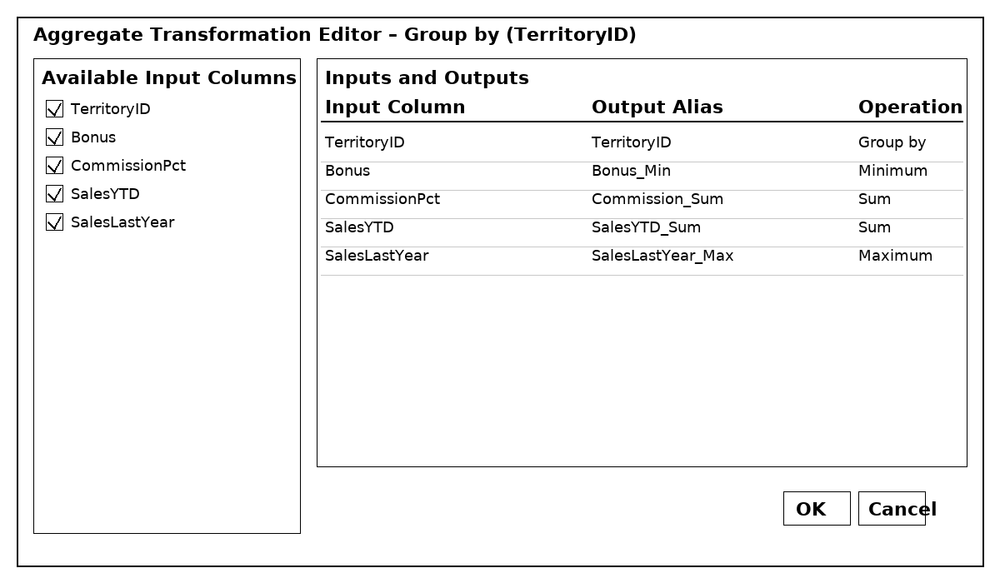 Aggregate Transformation Editor – Group by (TerritoryID)
Available Input Columns
TerritoryID
Bonus
CommissionPct
SalesYTD
SalesLastYear
Inputs and Outputs
Input Column Output Alias Operation
TerritoryID TerritoryID Group by
Bonus Bonus_Min Minimum
CommissionPct Commission_Sum Sum
SalesYTD SalesYTD_Sum Sum
SalesLastYear SalesLastYear_Max Maximum
OK Cancel